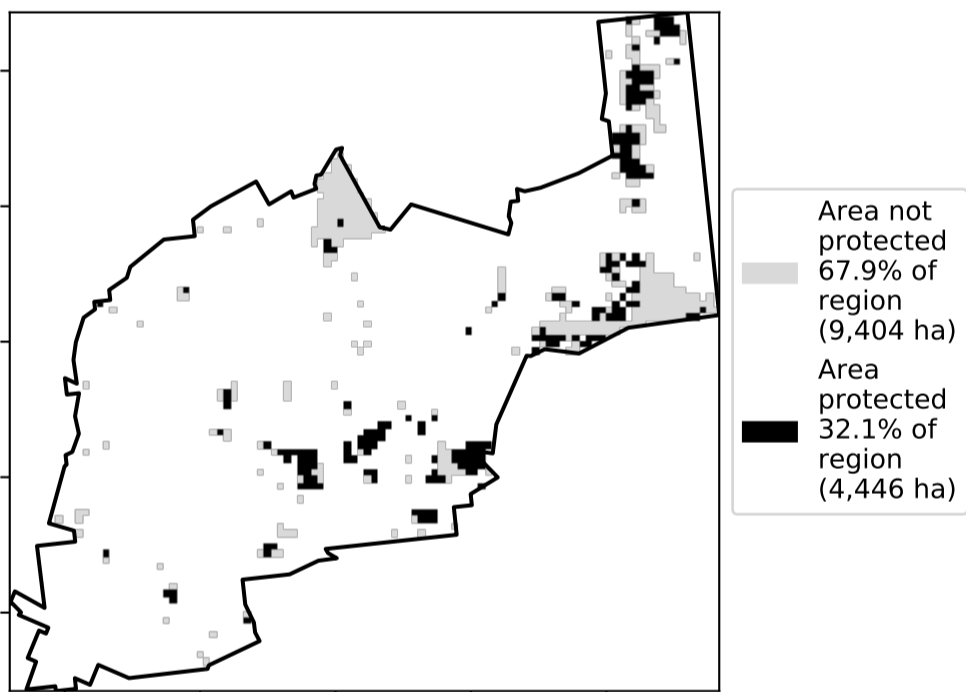 Area not
protected
67.9% of
region
(9,404 ha)
Area
protected
32.1% of
region
(4,446 ha)